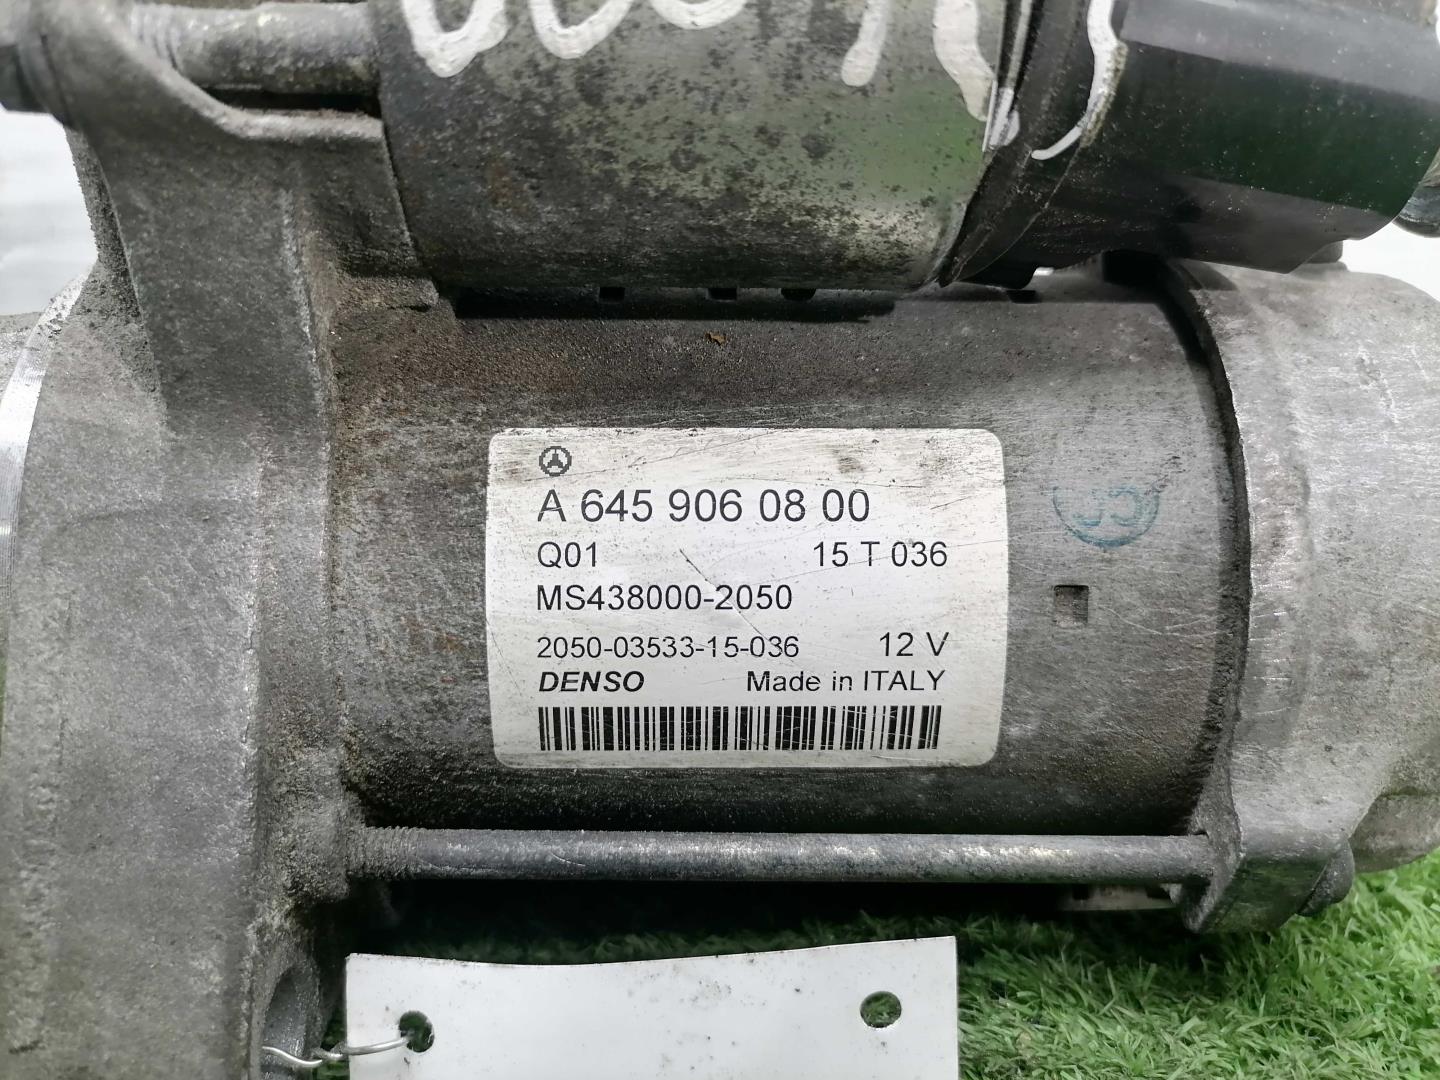 A 645 906 08 00
Q01 15 T 036
MS438000-2050
2050-03533-15-036 12 V
DENSO Made in ITALY